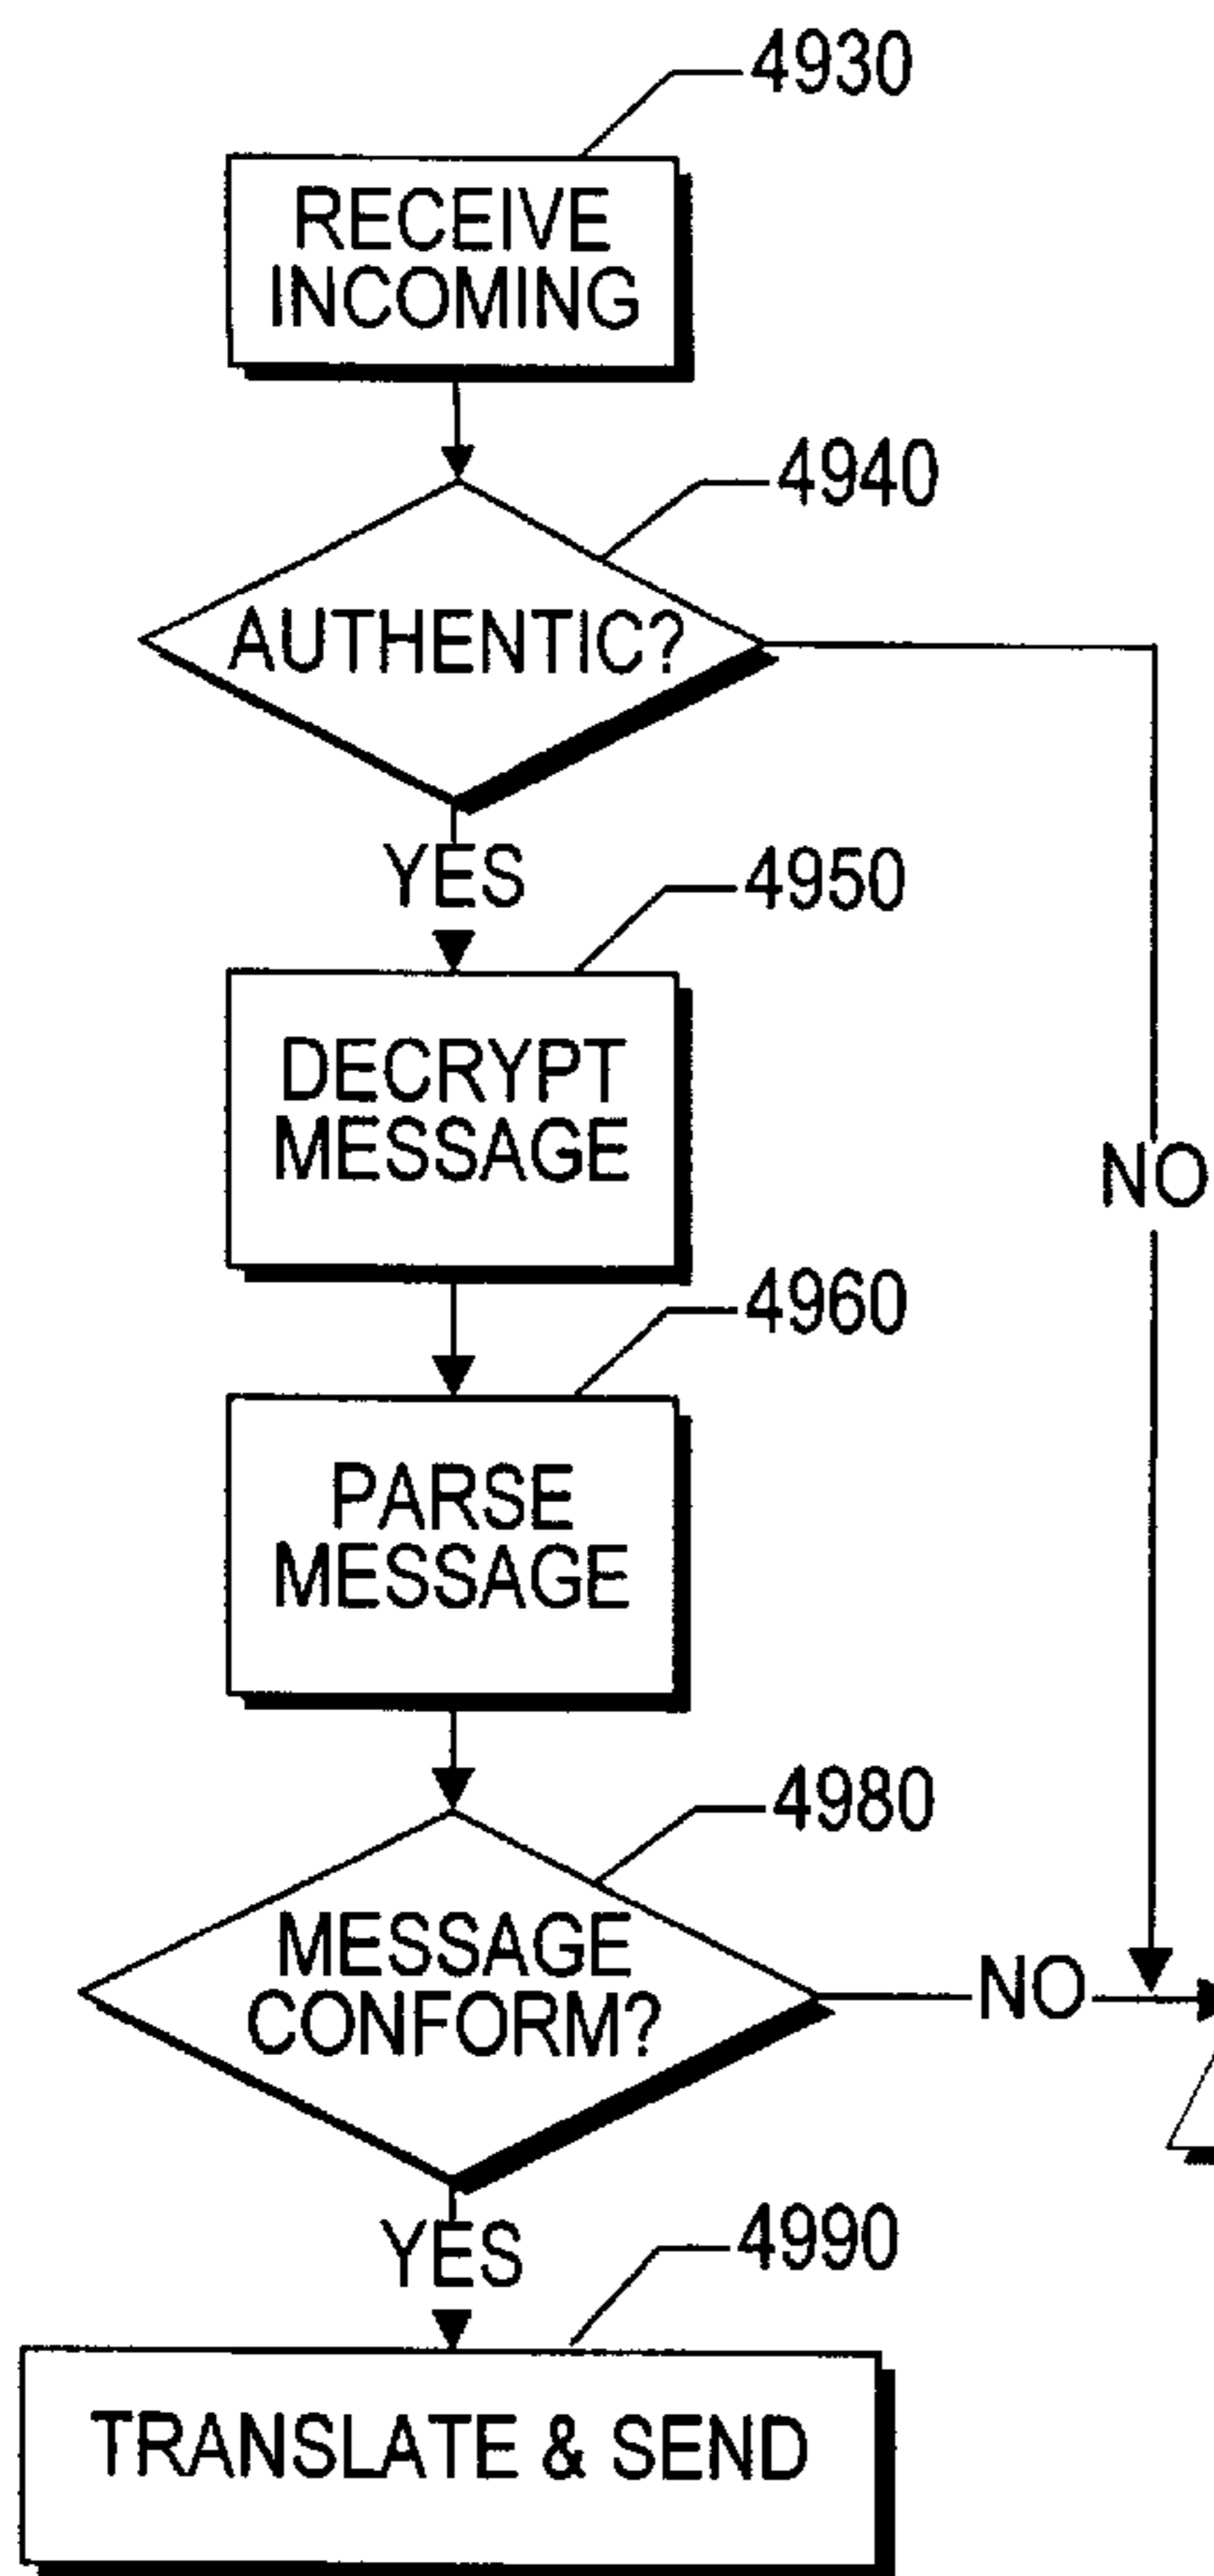 4930
RECEIVE
INCOMING
4940
AUTHENTIC?
YES
4950
DECRYPT
MESSAGE
NO
4960
PARSE
MESSAGE
4980
MESSAGE
CONFORM?
NO
YES
4990
TRANSLATE & SEND